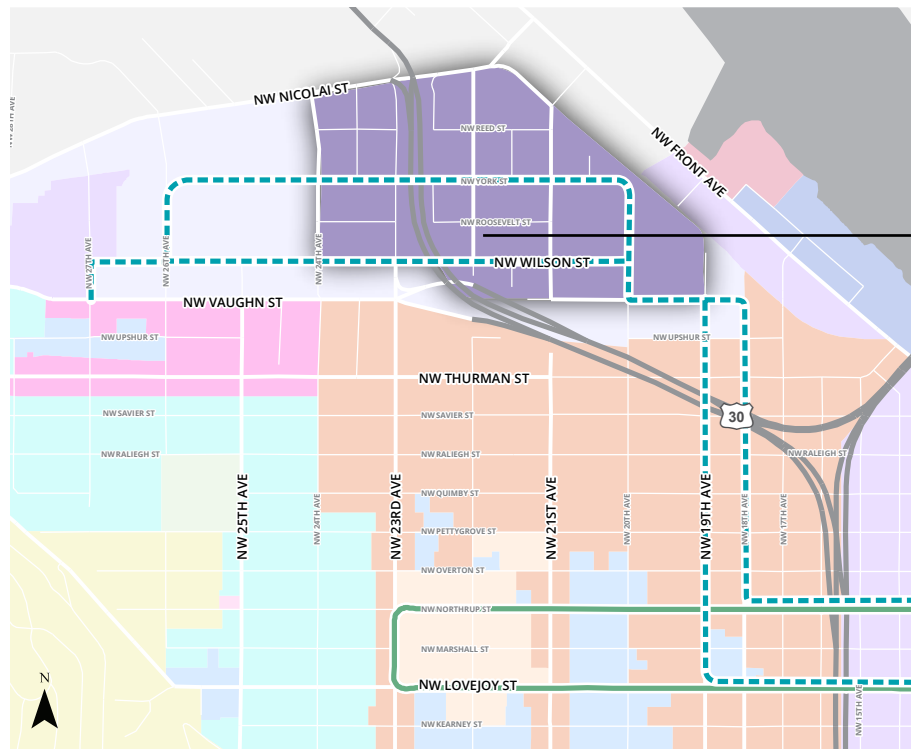 NW NICOLAI ST
NW 28TH AVE
NW REED ST
NW FRONT AVE
NW YORK ST
NW ROOSEVELT ST
NW 27TH AVE
NW 26TH AVE
NW 24TH AVE
NW WILSON ST
NW VAUGHN ST
NW UPSHUR ST
NW UPSHUR ST
NW THURMAN ST
NW SAVIER ST
NW SAVIER ST
30
NW RALIEGH ST
NW RALIEGH ST
NW RALEIGH ST
NW 25TH AVE
NW 24TH AVE
NW 23RD AVE
NW QUIMBY ST
NW 21ST AVE
NW 20TH AVE
NW 19TH AVE
NW 18TH AVE
NW 17TH AVE
NW PETTYGROVE ST
NW OVERTON ST
NW NORTHRUP ST
NW MARSHALL ST
N
NW LOVEJOY ST
NW 15TH AVE
NW KEARNEY ST